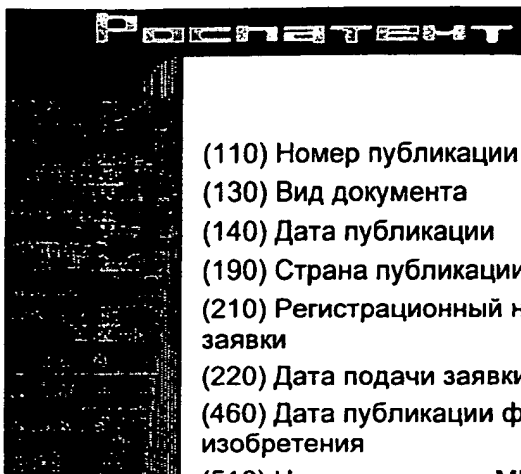 Роспатент
(110) Номер публикации
(130) Вид документа
(140) Дата публикации
(190) Страна публикации
(210) Регистрационный
заявки
(220) Дата подачи заявки
(460) Дата публикации
изобретения